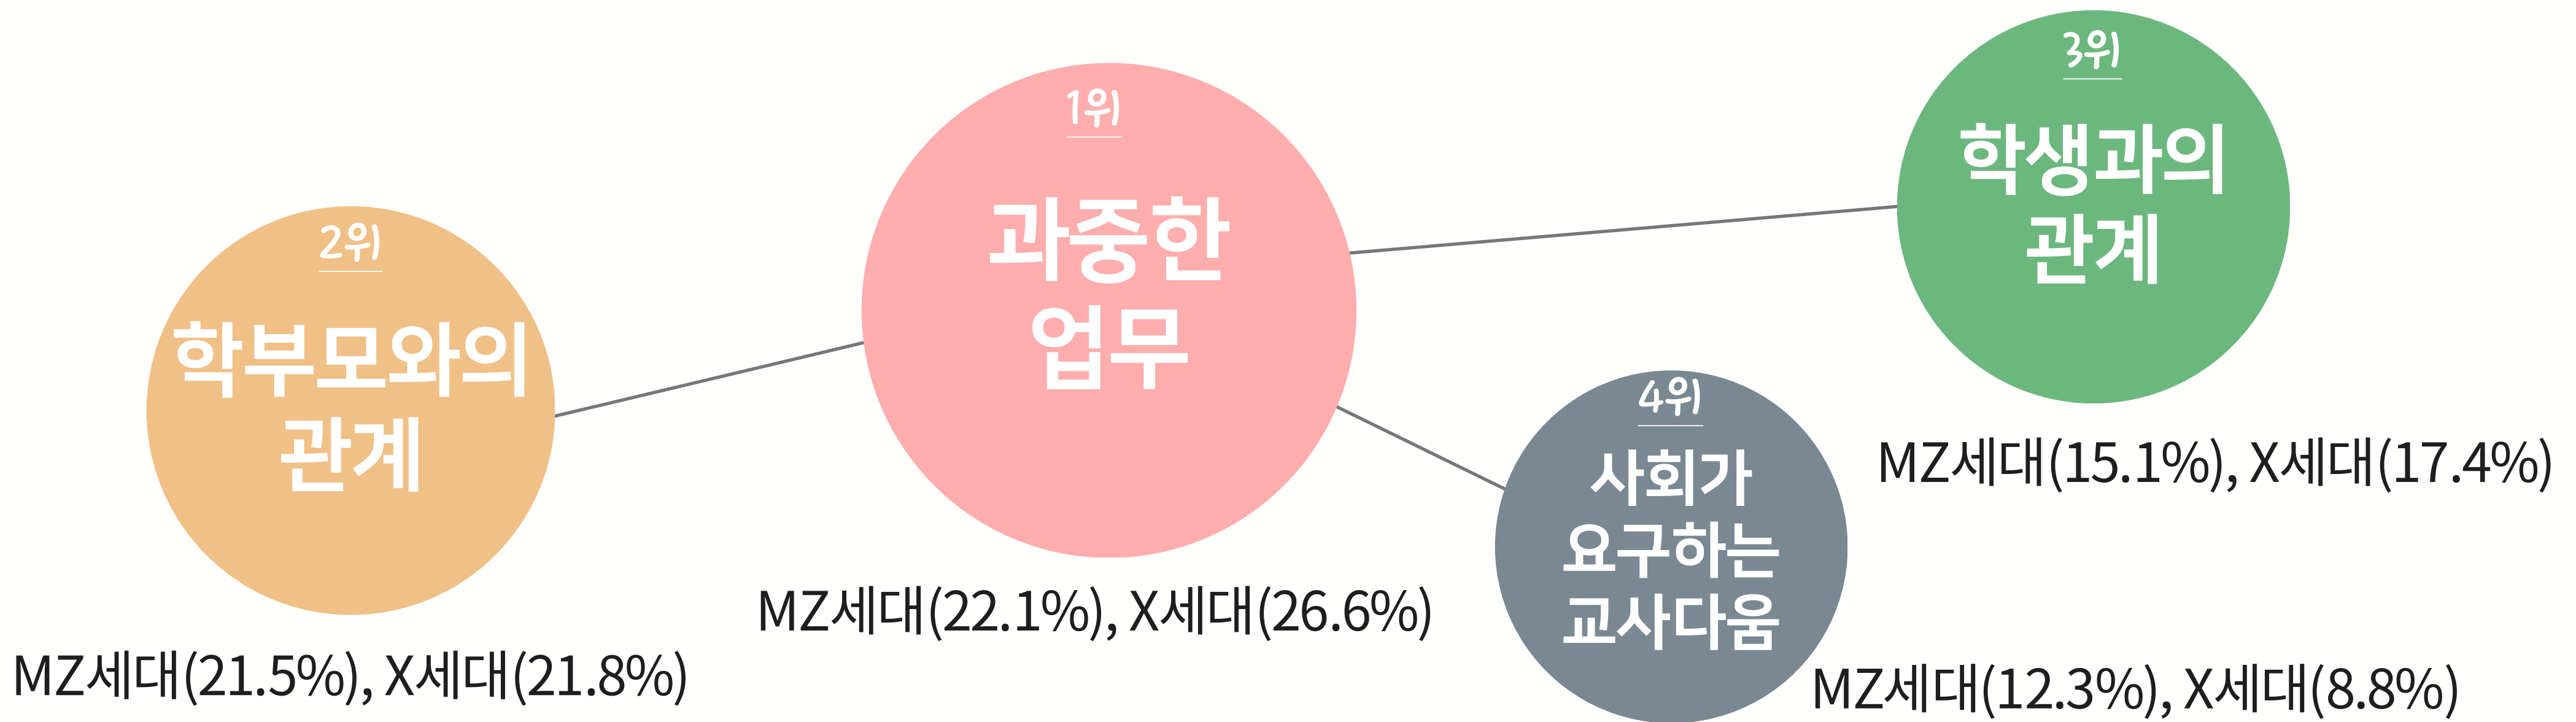 1위
과중한
업무
MZ세대(22.1%), X세대(26.6%)
2위
학부모와의
관계
MZ세대(21.5%), X세대(21.8%)
3위
학생과의
관계
MZ세대(15.1%), X세대(17.4%)
4위
사회가
요구하는
교사다움
MZ세대(12.3%), X세대(8.8%)